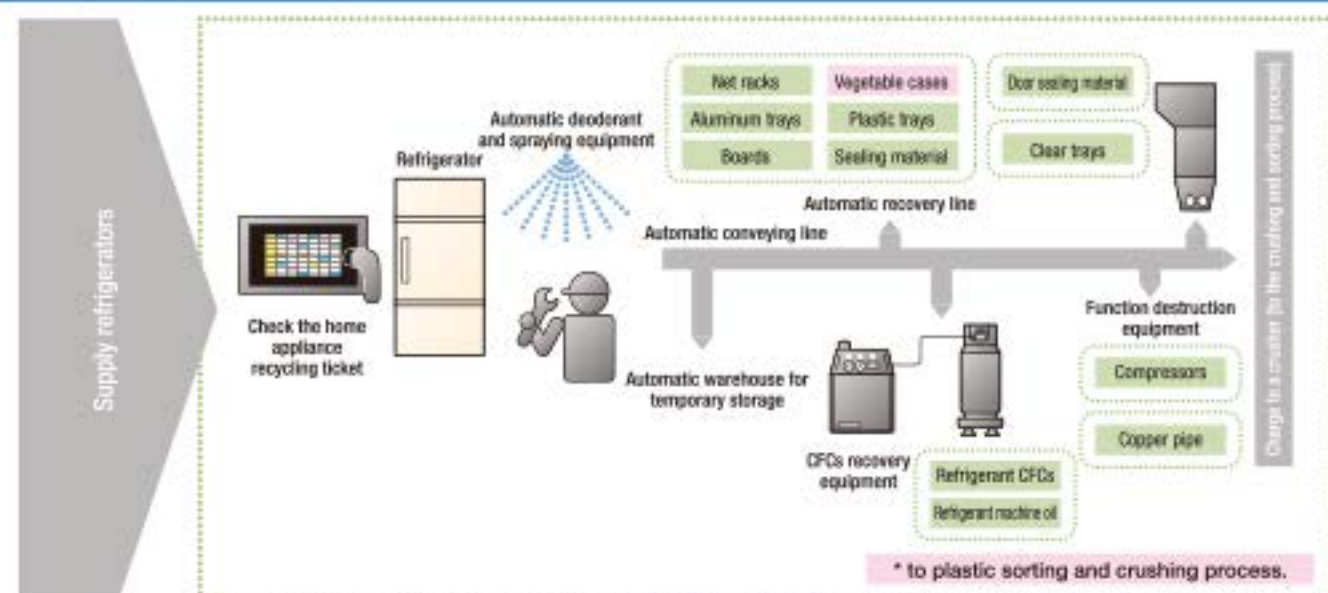 Supply refrigerators
Check the home
appliance
recycling ticket
Refrigerator
Automatic deodorant
and spraying equipment
Net racks
Vegetable cases
Aluminum trays
Plastic trays
Boards
Sealing material
Door sealing material
Clear trays
Automatic recovery line
Automatic conveying line
Automatic warehouse for
temporary storage
CFCs recovery
equipment
Refrigerant CFCs
Refrigerant machine oil
Function destruction
equipment
Compressors
Copper pipe
Charge to a crusher (to the crushing and sorting process)
* to plastic sorting and crushing process.